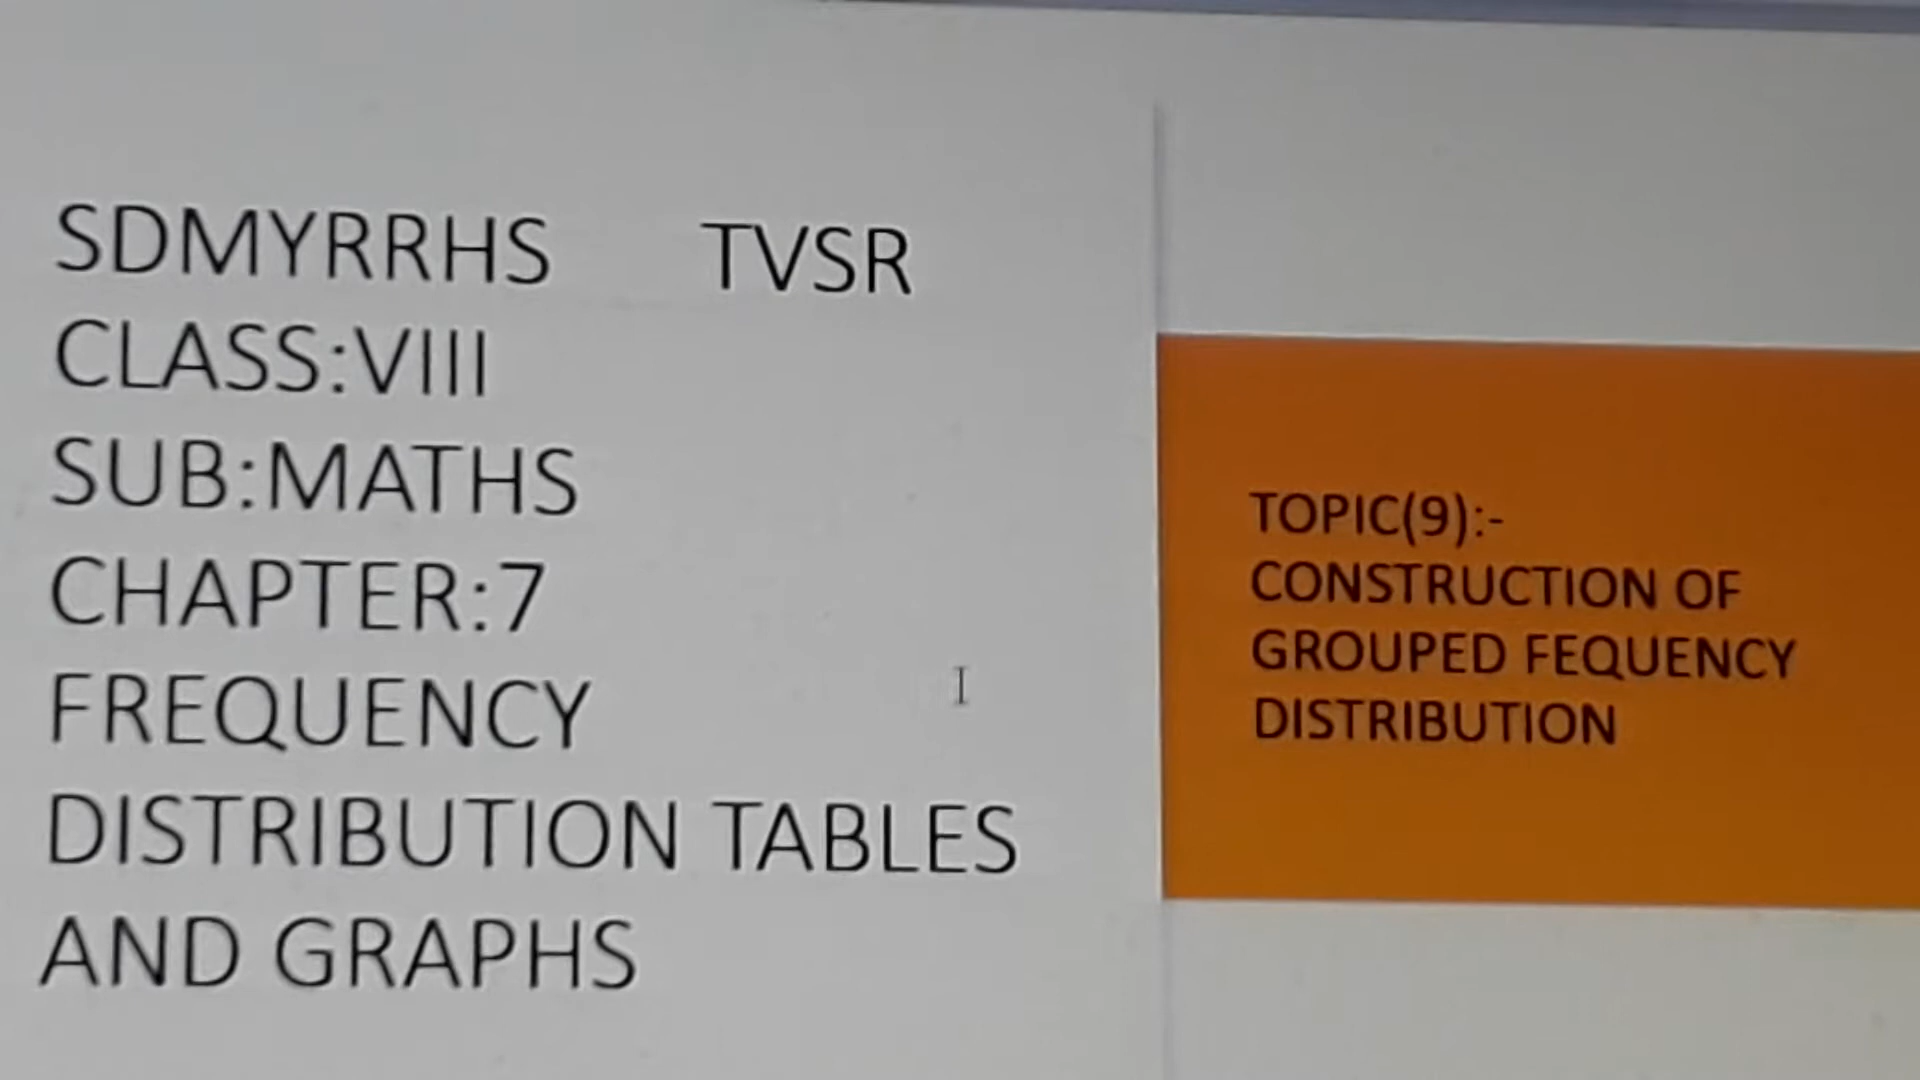 SDMYRRHS TVSR
CLASS:VIII
SUB:MATHS
CHAPTER:7
FREQUENCY
DISTRIBUTION TABLES
AND GRAPHS
TOPIC(9):-
CONSTRUCTION OF
GROUPED FEQUENCY
DISTRIBUTION